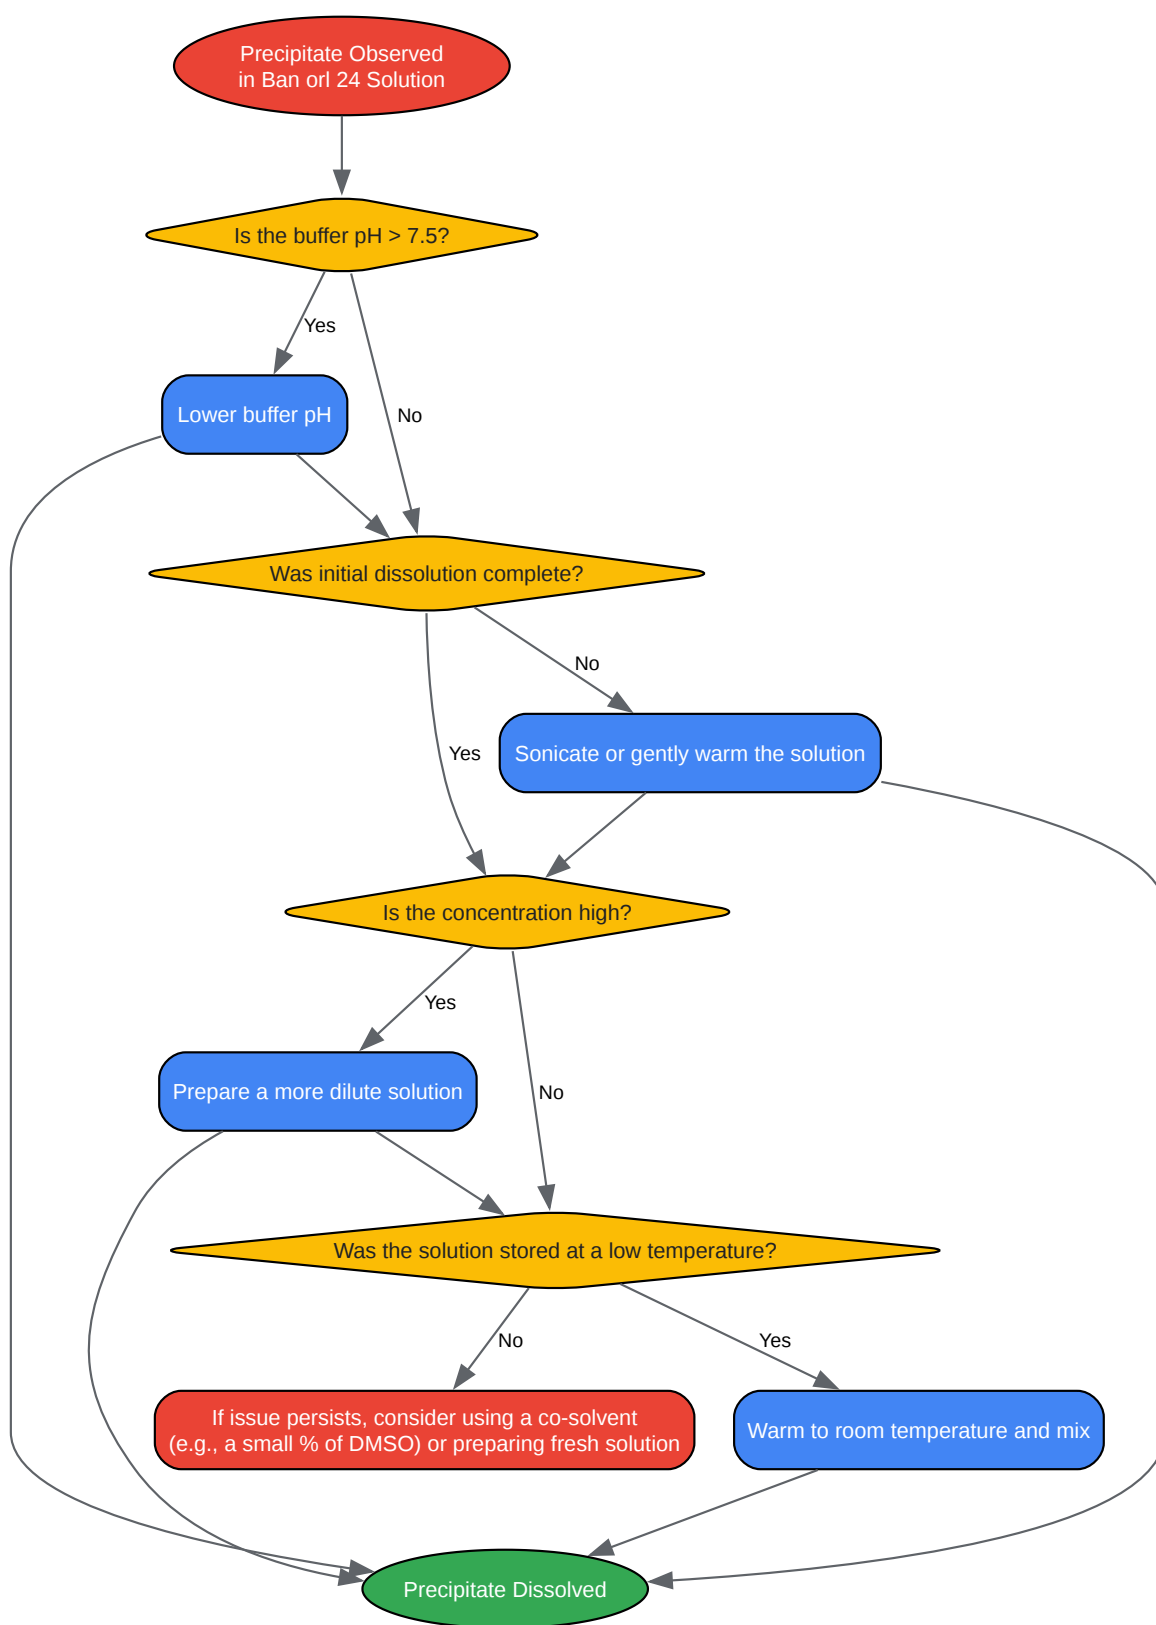 Precipitate Observed
in Ban orl 24 Solution
Is the buffer pH > 7.5?
Yes
Lower buffer pH
No
Was initial dissolution complete?
No
Yes
Sonicate or gently warm the solution
Is the concentration high?
Yes
Prepare a more dilute solution
No
Was the solution stored at a low temperature?
No
Yes
If issue persists, consider using a co-solvent
(e.g., a small % of DMSO) or preparing fresh solution
Warm to room temperature and mix
Precipitate Dissolved